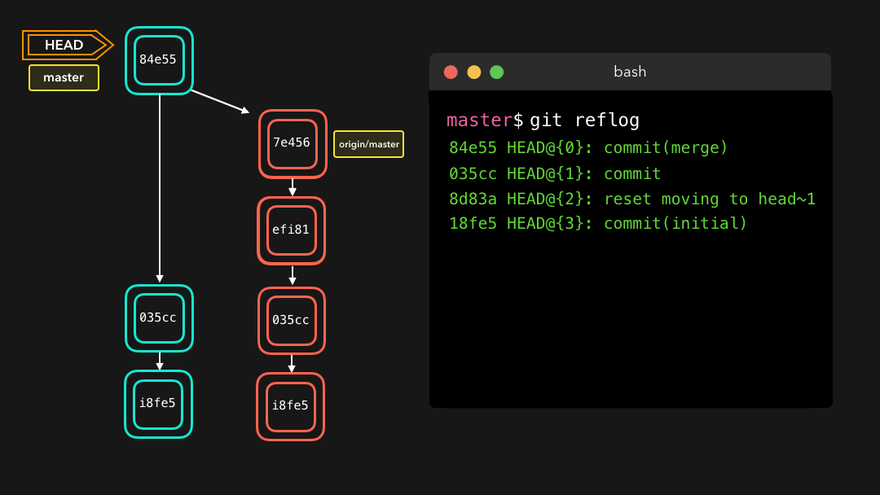 HEAD
master
84e55
7e456
origin/master
efi81
035cc
i8fe5
035cc
i8fe5
bash
master$ git reflog
84e55 HEAD@{0}: commit(merge)
035cc HEAD@{1}: commit
8d83a HEAD@{2}: reset moving to head~1
18fe5 HEAD@{3}: commit(initial)